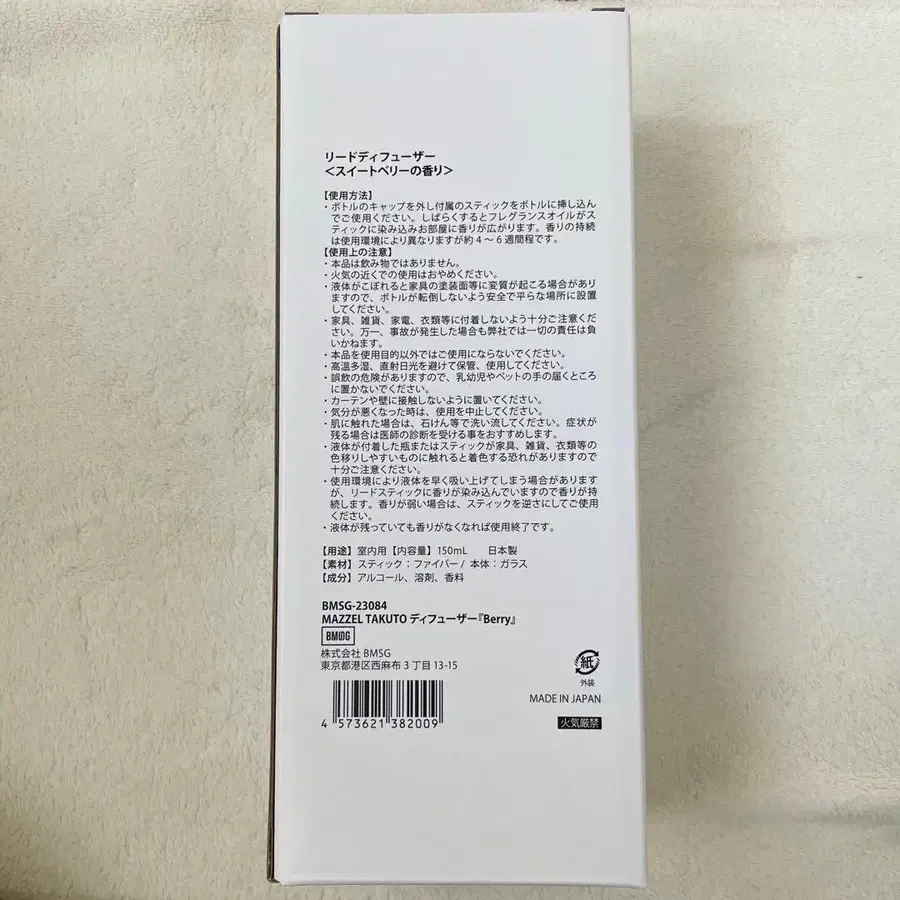 リードディフューザー
＜スイートベリーの香り＞
【使用方法】
・ボトルのキャップを外し付属のスティックをボトルに挿し込ん
でご使用ください。しばらくするとフレグランスオイルがス
ティックに染み込みお部屋に香りが広がります。香りの持続
は使用環境により異なりますが約４〜６週間程です。
【使用上の注意】
・本品は飲み物ではありません。
・火気の近くでの使用はおやめください。
・液体がこぼれると家具の塗装面等に変質が起こる場合があり
ますので、ボトルが転倒しないよう安全で平らな場所に設置
してください。
・家具、雑貨、家電、衣類等に付着しないよう十分ご注意くださ
い。万一、事故が発生した場合も弊社では一切の責任は負
いかねます。
・本品を使用目的以外ではご使用にならないでください。
・高温多湿、直射日光を避けて保管、使用してください。
・誤飲の危険がありますので、乳幼児やペットの手の届くところ
に置かないでください。
・カーテンや壁に接触しないように置いてください。
・気分が悪くなった時は、使用を中止してください。
・肌に触れた場合は、石けん等で洗い流してください。症状が
残る場合は医師の診断を受ける事をおすすめします。
・液体が付着した瓶またはスティックが家具、雑貨、衣類等の
色移りしやすいものに触れると着色する恐れがありますので
十分ご注意ください。
・使用環境により液体を早く吸い上げてしまう場合があります
が、リードスティックに香りが染み込んでいますので香りが持
続します。香りが弱い場合は、スティックを逆さにしてご使用
ください。
・液体が残っていても香りがなくなれば使用終了です。
【用途】室内用【内容量】150mL 日本製
【素材】スティック：ファイバー / 本体：ガラス
【成分】アルコール、溶剤、香料
BMSG-23084
MAZZEL TAKUTO ディフューザー『Berry』
BMSG
株式会社 BMSG
東京都港区西麻布３丁目 13-15
紙
外装
MADE IN JAPAN
4 573621 382009
火気厳禁